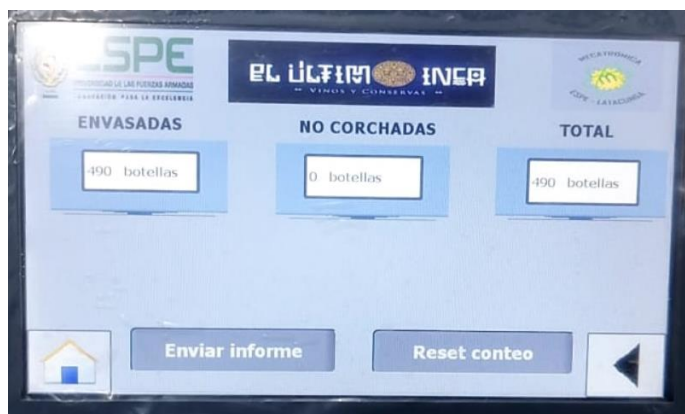 ESPE
UNIVERSIDAD DE LAS FUERZAS ARMADAS
INNOVACIÓN PARA LA EXCELENCIA
EL ÚLTIMO INCA
VINOS Y CONSERVAS
MECATRÓNICA
ESPE - LATACUNGA
ENVASADAS
NO CORCHADAS
TOTAL
490 botellas
0 botellas
490 botellas
Enviar informe
Reset conteo